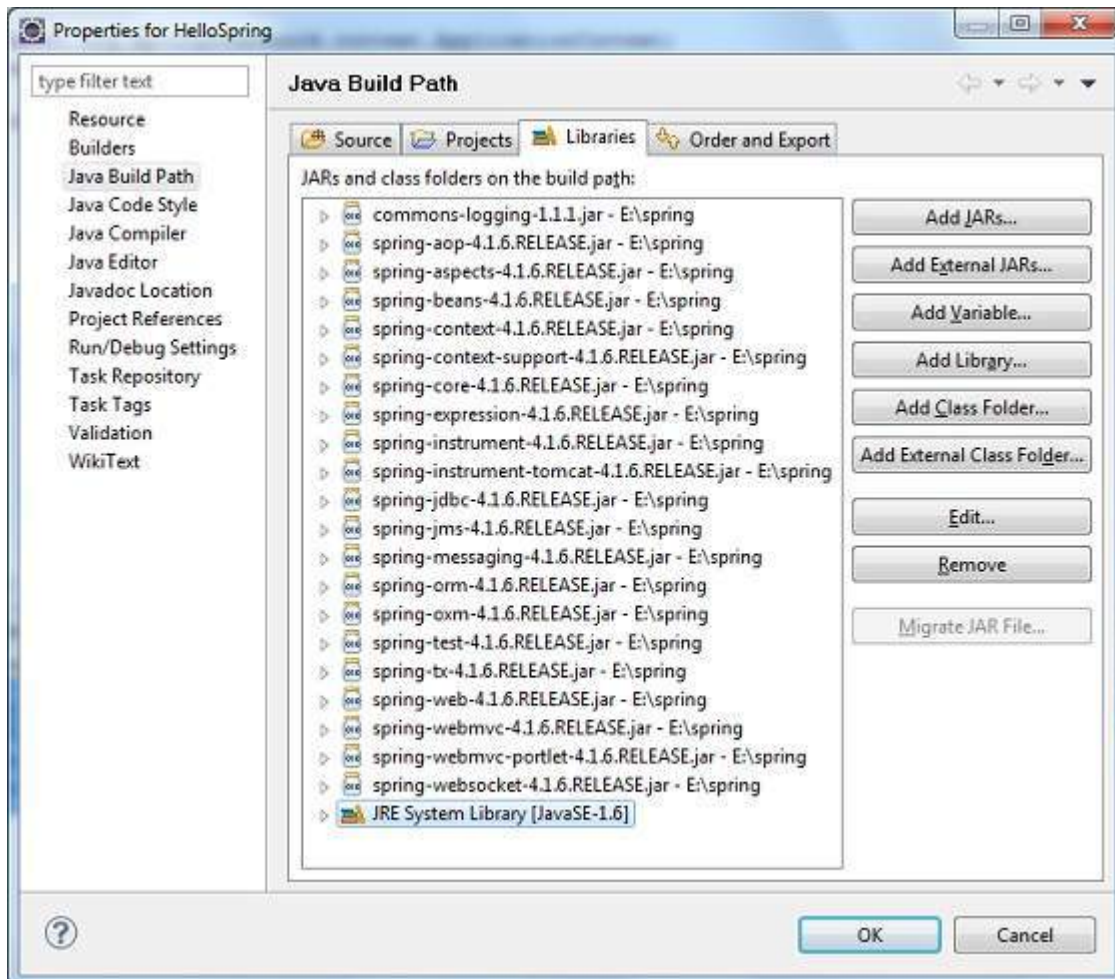 Properties for HelloSpring
type filter text
Resource
Builders
Java Build Path
Java Code Style
Java Compiler
Java Editor
Javadoc Location
Project References
Run/Debug Settings
Task Repository
Task Tags
Validation
WikiText
Java Build Path
Source
Projects
Libraries
Order and Export
JARs and class folders on the build path:
commons-logging-1.1.1.jar - E:\spring
spring-aop-4.1.6.RELEASE.jar - E:\spring
spring-aspects-4.1.6.RELEASE.jar - E:\spring
spring-beans-4.1.6.RELEASE.jar - E:\spring
spring-context-4.1.6.RELEASE.jar - E:\spring
spring-context-support-4.1.6.RELEASE.jar - E:\spring
spring-core-4.1.6.RELEASE.jar - E:\spring
spring-expression-4.1.6.RELEASE.jar - E:\spring
spring-instrument-4.1.6.RELEASE.jar - E:\spring
spring-instrument-tomcat-4.1.6.RELEASE.jar - E:\spring
spring-jdbc-4.1.6.RELEASE.jar - E:\spring
spring-jms-4.1.6.RELEASE.jar - E:\spring
spring-messaging-4.1.6.RELEASE.jar - E:\spring
spring-orm-4.1.6.RELEASE.jar - E:\spring
spring-oxm-4.1.6.RELEASE.jar - E:\spring
spring-test-4.1.6.RELEASE.jar - E:\spring
spring-tx-4.1.6.RELEASE.jar - E:\spring
spring-web-4.1.6.RELEASE.jar - E:\spring
spring-webmvc-4.1.6.RELEASE.jar - E:\spring
spring-webmvc-portlet-4.1.6.RELEASE.jar - E:\spring
spring-websocket-4.1.6.RELEASE.jar - E:\spring
JRE System Library [JavaSE-1.6]
Add JARs...
Add External JARs...
Add Variable...
Add Library...
Add Class Folder...
Add External Class Folder...
Edit...
Remove
Migrate JAR File...
OK
Cancel